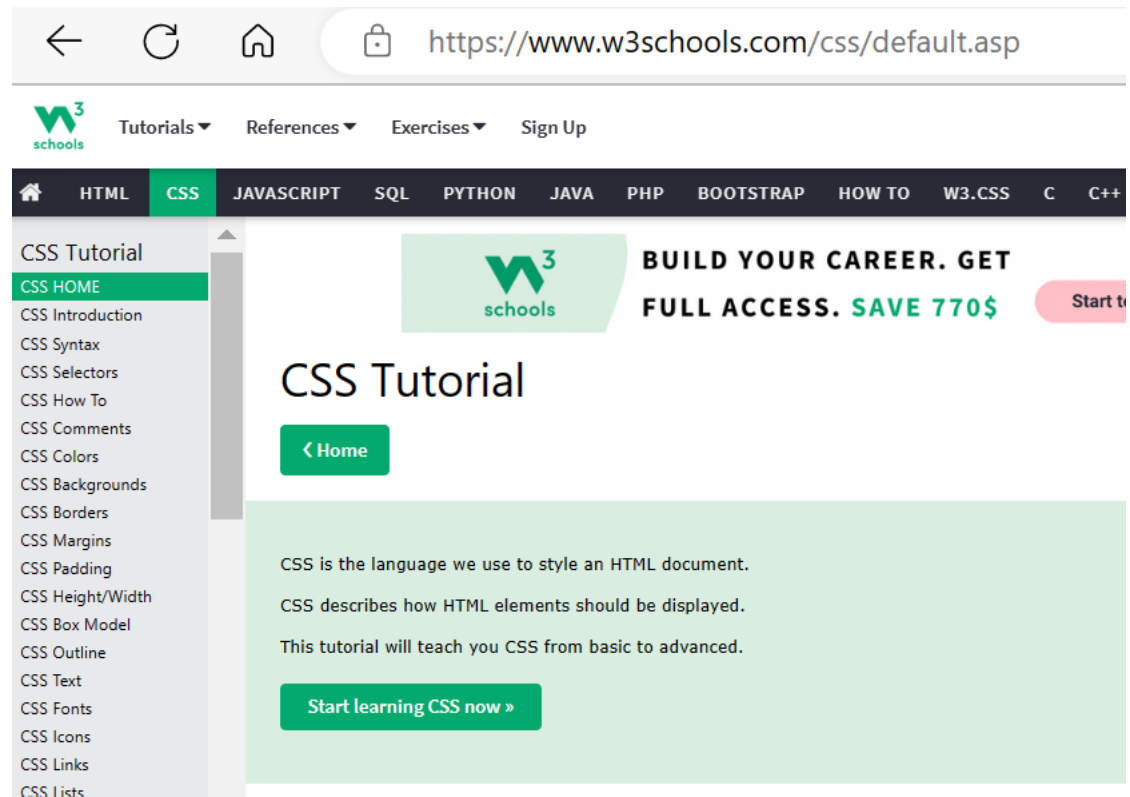 https://www.w3schools.com/css/default.asp
W3 schools Tutorials References Exercises Sign Up
HTML CSS JAVASCRIPT SQL PYTHON JAVA PHP BOOTSTRAP HOW TO W3.CSS C C++
CSS Tutorial
CSS HOME
CSS Introduction
CSS Syntax
CSS Selectors
CSS How To
CSS Comments
CSS Colors
CSS Backgrounds
CSS Borders
CSS Margins
CSS Padding
CSS Height/Width
CSS Box Model
CSS Outline
CSS Text
CSS Fonts
CSS Icons
CSS Links
CSS Lists
W3 schools
BUILD YOUR CAREER. GET
FULL ACCESS. SAVE 770$
Start
CSS Tutorial
❮ Home
CSS is the language we use to style an HTML document.
CSS describes how HTML elements should be displayed.
This tutorial will teach you CSS from basic to advanced.
Start learning CSS now »